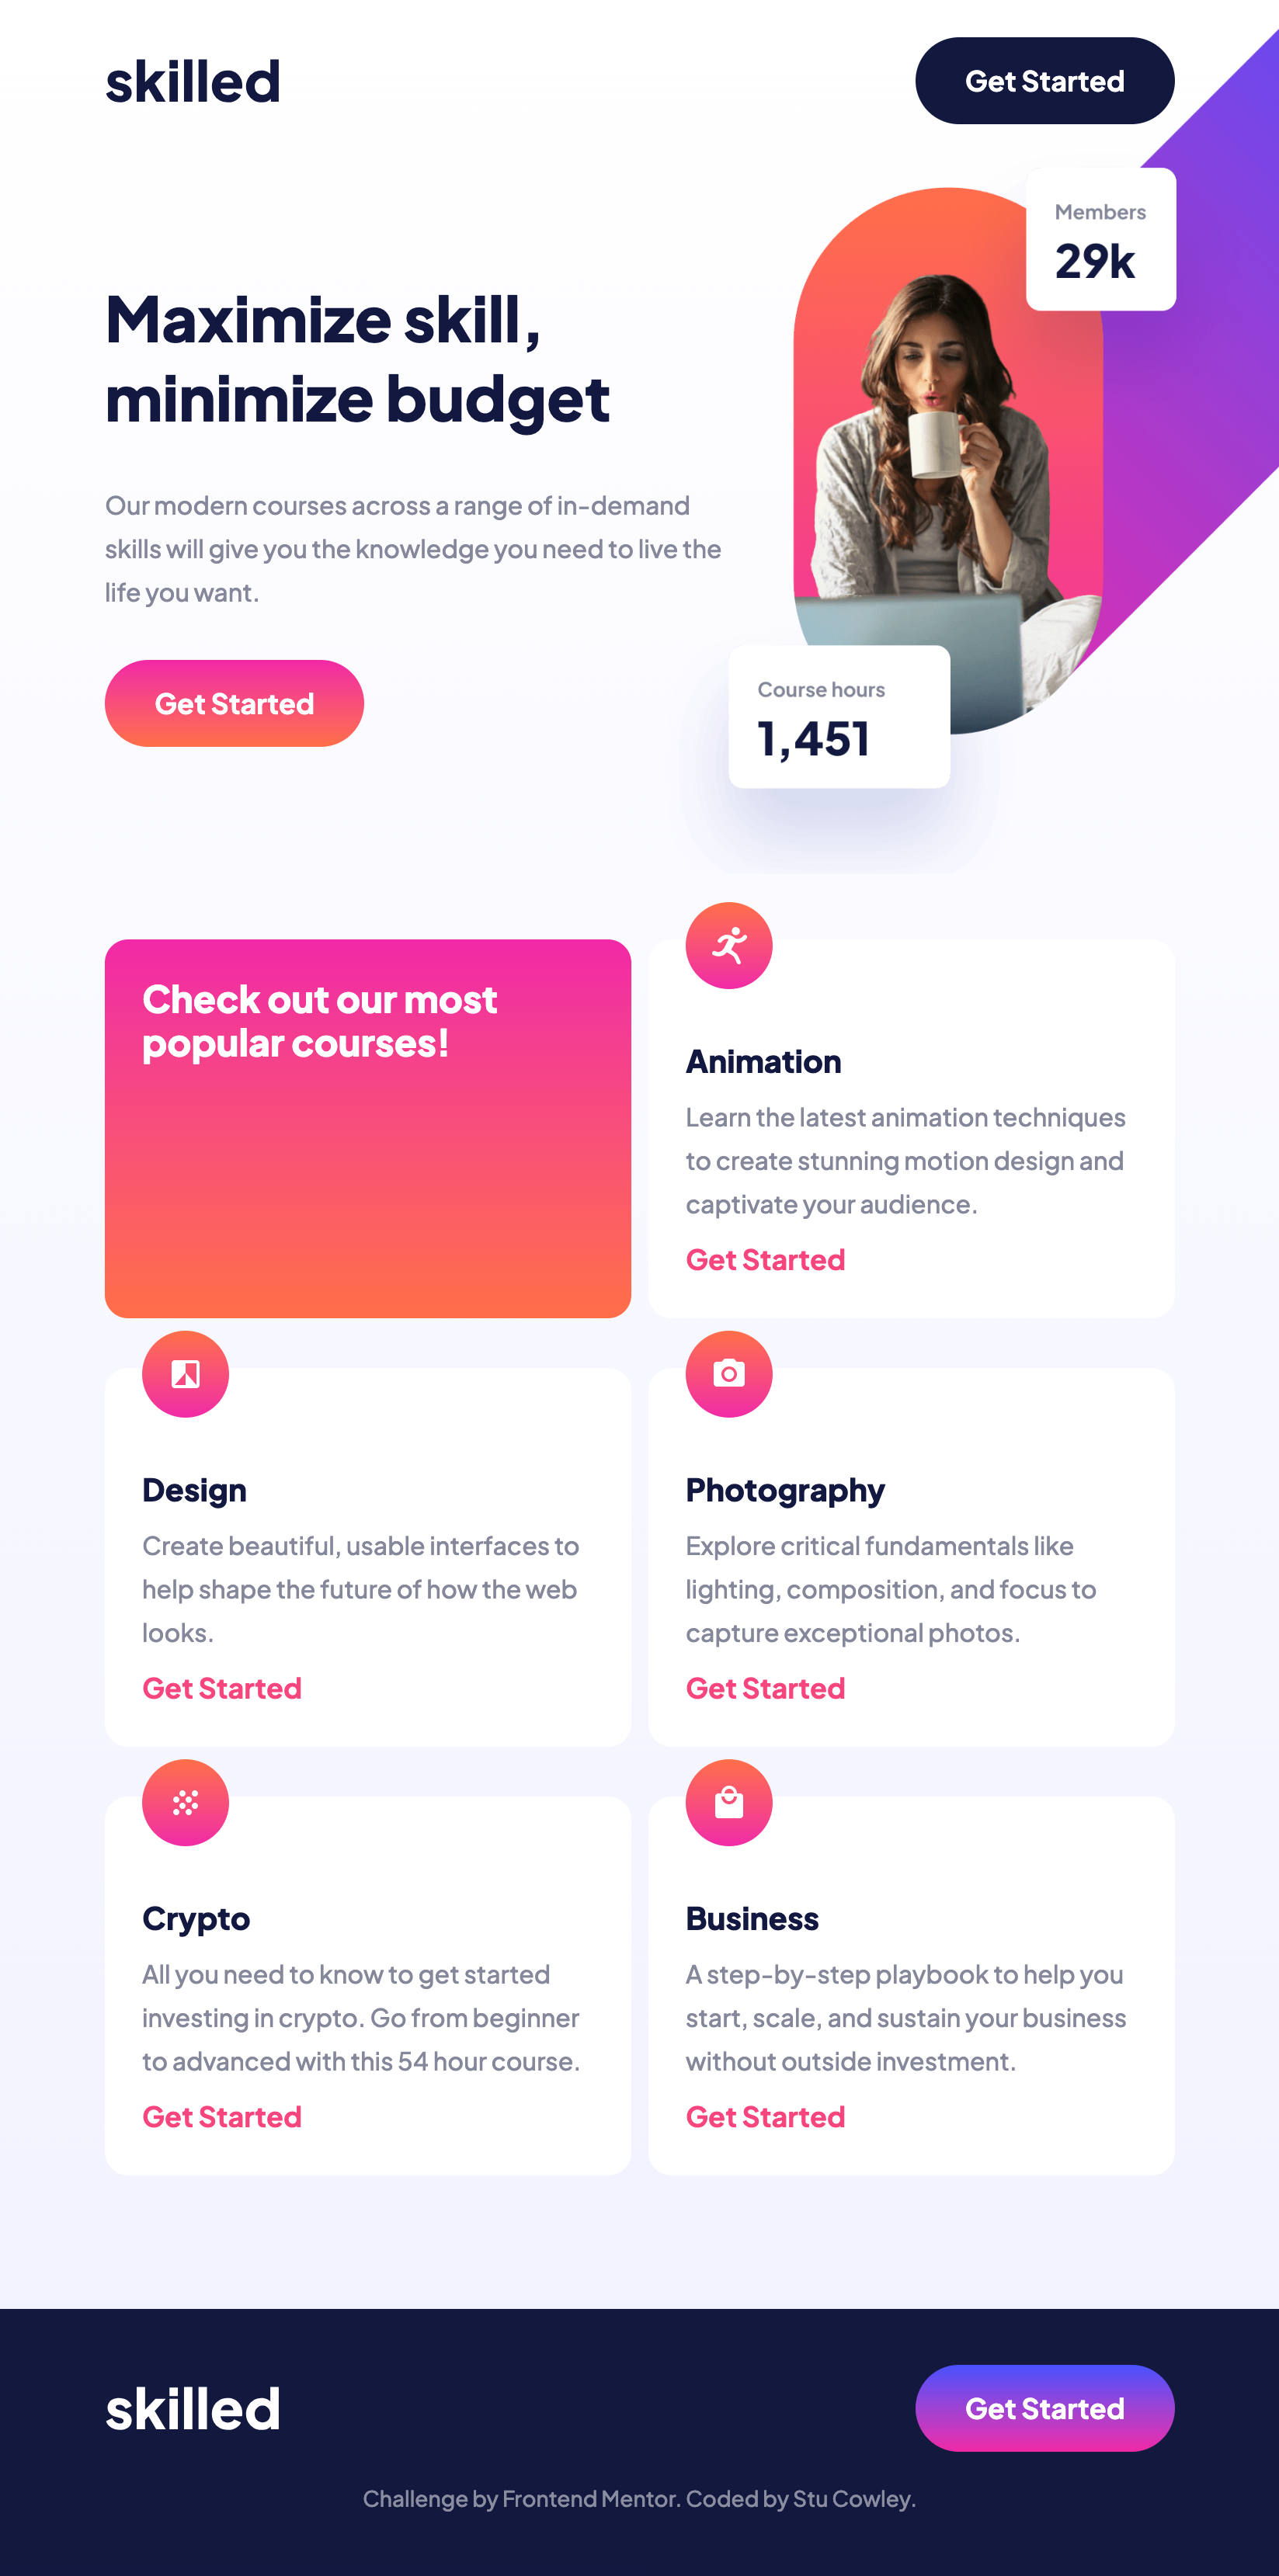 skilled
Get Started
Members
29k
Maximize skill,
minimize budget
Our modern courses across a range of in-demand
skills will give you the knowledge you need to live the
life you want.
Get Started
Course hours
1,451
Check out our most
popular courses!
Animation
Learn the latest animation techniques
to create stunning motion design and
captivate your audience.
Get Started
Design
Create beautiful, usable interfaces to
help shape the future of how the web
looks.
Get Started
Photography
Explore critical fundamentals like
lighting, composition, and focus to
capture exceptional photos.
Get Started
Crypto
All you need to know to get started
investing in crypto. Go from beginner
to advanced with this 54 hour course.
Get Started
Business
A step-by-step playbook to help you
start, scale, and sustain your business
without outside investment.
Get Started
skilled
Get Started
Challenge by Frontend Mentor. Coded by Stu Cowley.